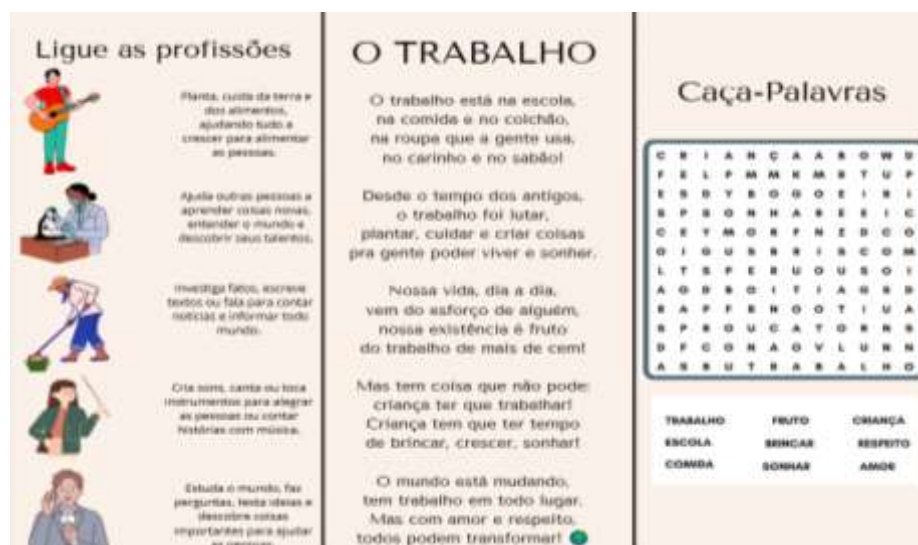 Ligue as profissões
Planta, cuida da terra e
dos alimentos,
ajudando tudo a
crescer para alimentar
as pessoas.
Ajuda outras pessoas a
aprender coisas novas,
entender o mundo e
descobrir seus talentos.
Investiga fatos, escreve
textos ou fala para contar
notícias e informar todo
mundo.
Cria sons, canta ou toca
instrumentos para alegrar
as pessoas ou contar
histórias com música.
Estuda o mundo, faz
perguntas, testa ideias e
descobre coisas
importantes para ajudar
as pessoas.
O TRABALHO
O trabalho está na escola,
na comida e no colchão,
na roupa que a gente usa,
no carinho e no sabão!
Desde o tempo dos antigos,
o trabalho foi lutar,
plantar, cuidar e criar coisas
pra gente poder viver e sonhar.
Nossa vida, dia a dia,
vem do esforço de alguém,
nossa existência é fruto
do trabalho de mais de cem!
Mas tem coisa que não pode:
criança ter que trabalhar!
Criança tem que ter tempo
de brincar, crescer, sonhar!
O mundo está mudando,
tem trabalho em todo lugar.
Mas com amor e respeito,
todos podem transformar!
Caça-Palavras
TRABALHO FRUTO CRIANÇA
ESCOLA BRINCAR RESPEITO
COMIDA SONHAR AMOR